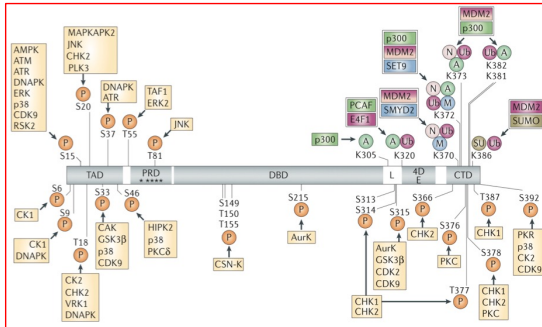 AMPK
ATM
ATR
DNAPK
ERK
p38
CDK9
RSK2
P
S15
MAPKAPK2
JNK
CHK2
PLK3
P
S20
DNAPK
ATR
P
S37
TAF1
ERK2
P
T55
JNK
P
T81
p300
A
K305
PCAF
E4F1
A Ub
K320
p300
MDM2
SET9
N
Ub A
Ub M
K372
MDM2
SMYD2
N Ub
M
K370
MDM2
p300
N Ub
A
K373
Ub A
K382
K381
MDM2
SUMO
SU Ub
K386
TAD
PRD
* ****
DBD
L
4D
E
CTD
S6
P
CK1
S9
P
CK1
DNAPK
T18
P
CK2
CHK2
VRK1
DNAPK
S33
P
CAK
GSK3β
p38
CDK9
S46
P
HIPK2
p38
PKCδ
S149
T150
T155
P
CSN-K
S215
P
AurK
S313
S314
P
CHK1
CHK2
S315
P
AurK
GSK3β
CDK2
CDK9
S366
P
CHK2
S376
P
PKC
T377
P
S378
P
CHK1
CHK2
PKC
T387
P
CHK1
S392
P
PKR
p38
CK2
CDK9